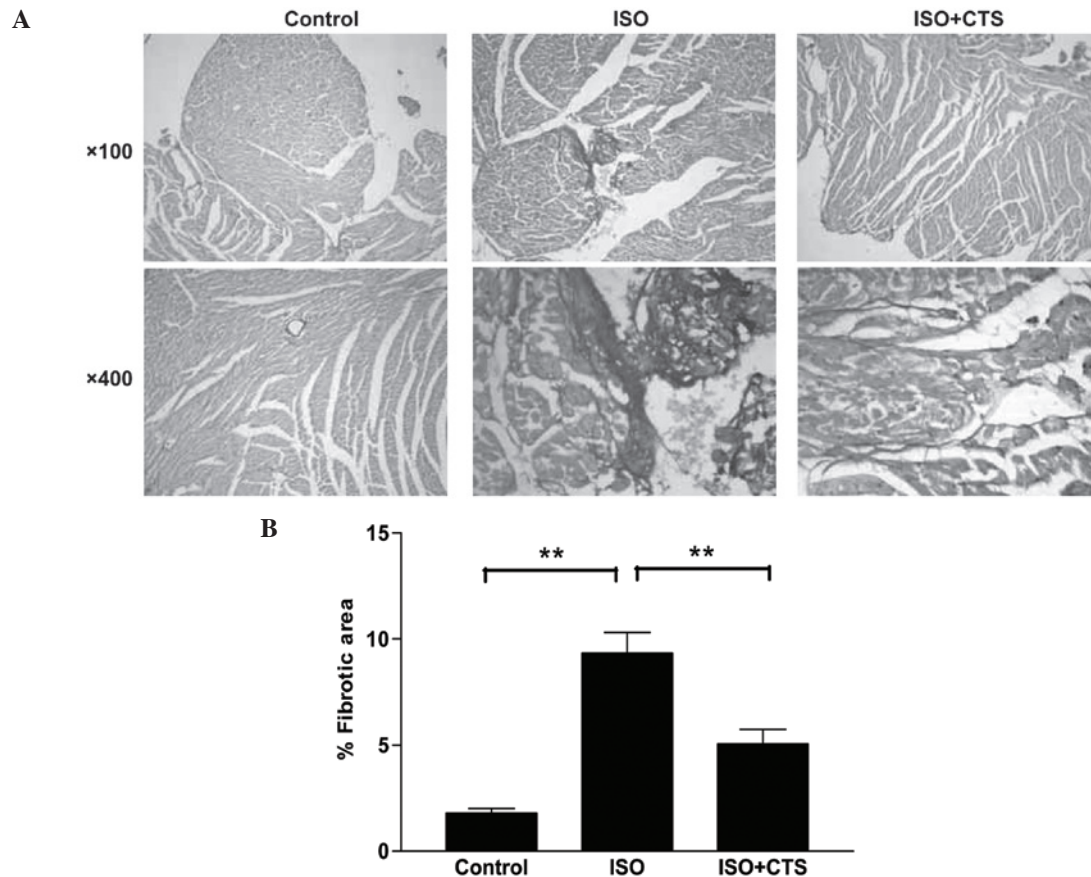 A
Control ISO ISO+CTS
×100
×400
B
15
** **
10
% Fibrotic area
5
0
Control ISO ISO+CTS